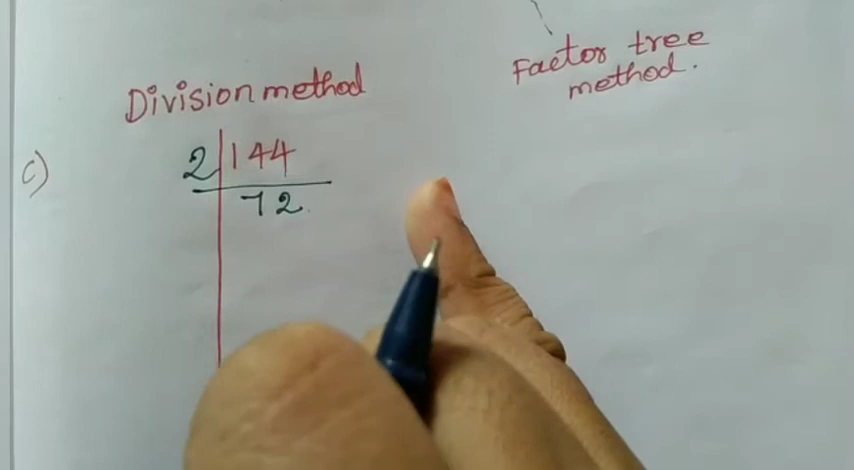 Division method
Factor tree
method.
c)
2 144
72